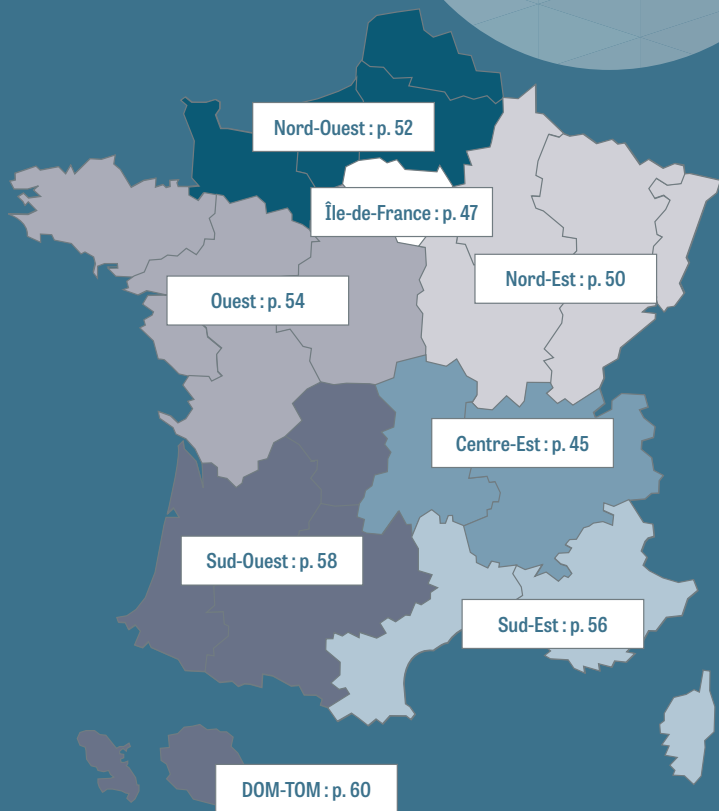 Nord-Ouest : p. 52
Île-de-France : p. 47
Nord-Est : p. 50
Ouest : p. 54
Centre-Est : p. 45
Sud-Ouest : p. 58
Sud-Est : p. 56
DOM-TOM : p. 60